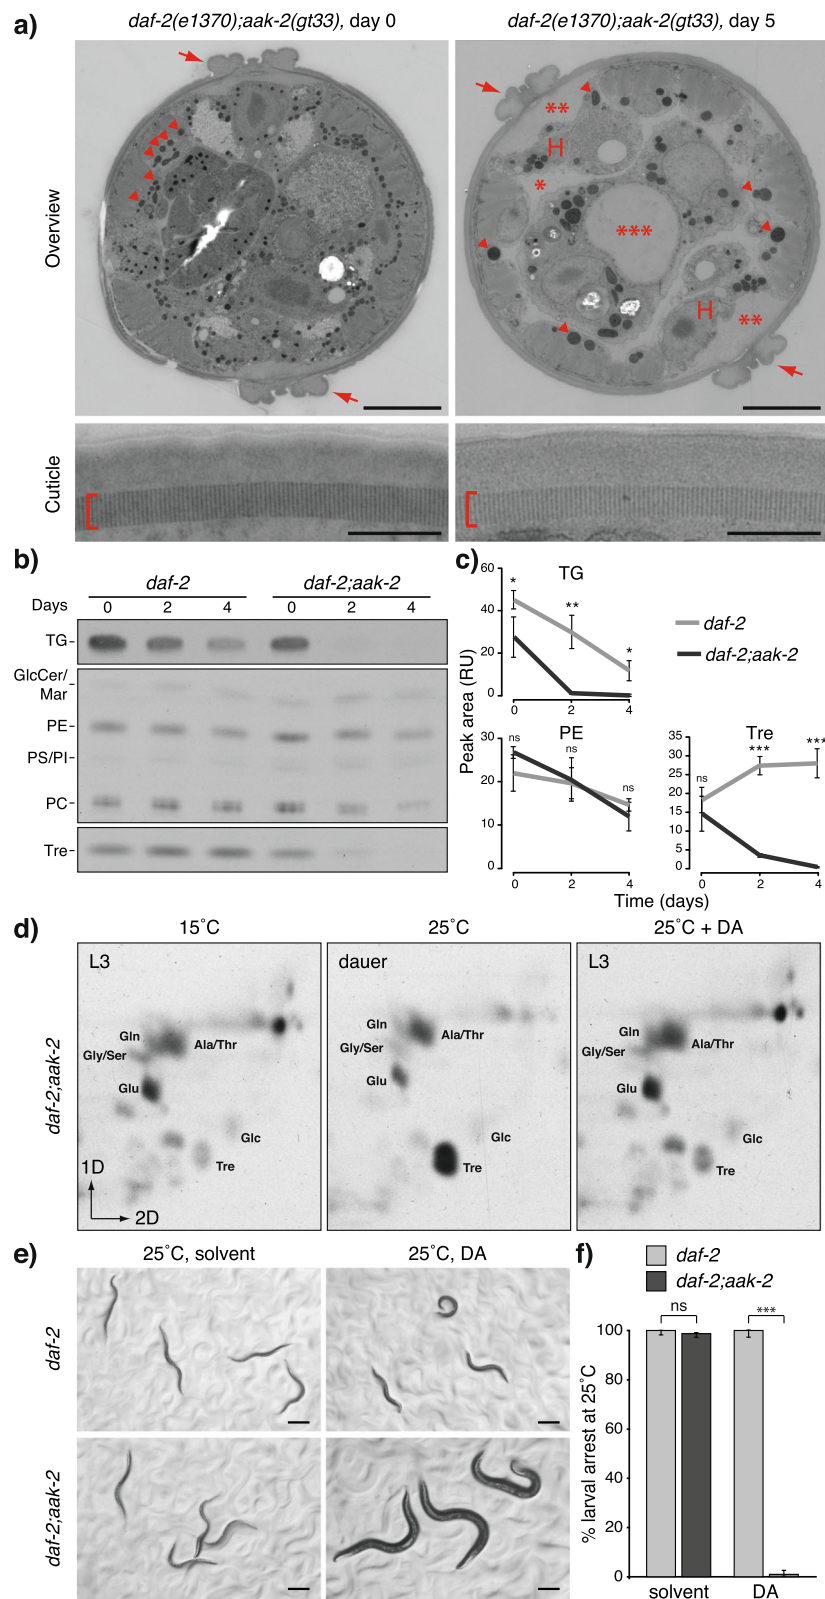 a)
daf-2(e1370);aak-2(gt33), day 0
daf-2(e1370);aak-2(gt33), day 5
Overview
**
H
*
***
H
**
Cuticle
b)
daf-2
daf-2;aak-2
Days 0 2 4 0 2 4
TG
GlcCer/
Mar
PE
PS/PI
PC
Tre
c)
TG
60
40
20
0
*
**
*
0 2 4
daf-2
daf-2;aak-2
Peak area (RU)
PE
30
20
10
0
ns
ns
ns
0 2 4
Tre
35
30
25
20
15
10
5
0
ns
***
***
0 2 4
Time (days)
d)
15˚C
25˚C
25˚C + DA
daf-2;aak-2
L3
Gln
Ala/Thr
Gly/Ser
Glu
Glc
Tre
1D
2D
dauer
Gln
Ala/Thr
Gly/Ser
Glu
Glc
Tre
L3
Gln
Ala/Thr
Gly/Ser
Glu
Glc
Tre
e)
25˚C, solvent
25˚C, DA
daf-2
daf-2;aak-2
f)
daf-2
daf-2;aak-2
ns
***
% larval arrest at 25˚C
100
80
60
40
20
0
solvent
DA